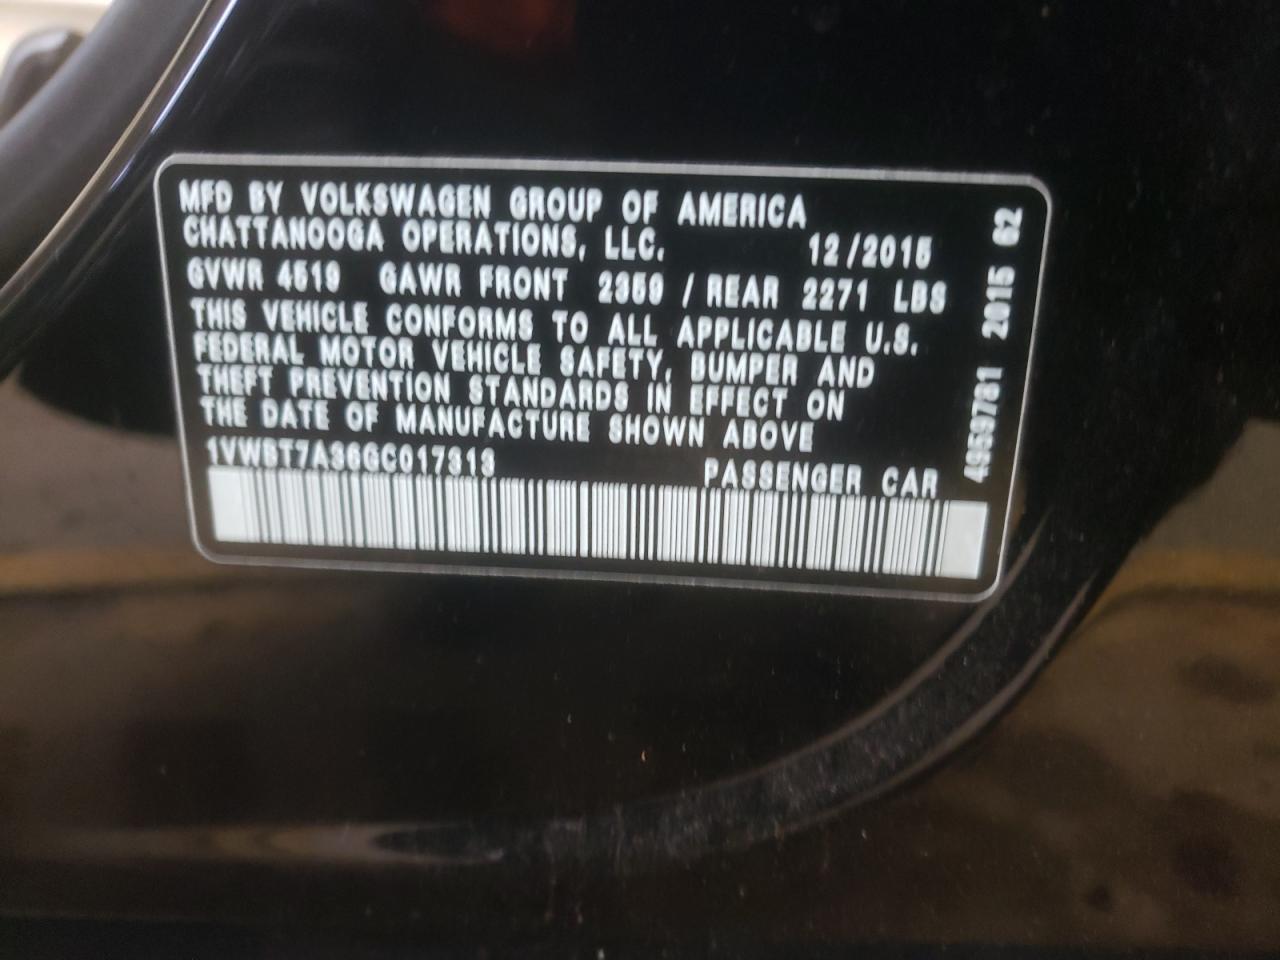 MFD BY VOLKSWAGEN GROUP OF AMERICA
CHATTANOOGA OPERATIONS, LLC. 12/2015
GVWR 4519 GAWR FRONT 2359 / REAR 2271 LBS
THIS VEHICLE CONFORMS TO ALL APPLICABLE U.S.
FEDERAL MOTOR VEHICLE SAFETY, BUMPER AND
THEFT PREVENTION STANDARDS IN EFFECT ON
THE DATE OF MANUFACTURE SHOWN ABOVE
1VWBT7A36GC017313 PASSENGER CAR
4959781 2015 62